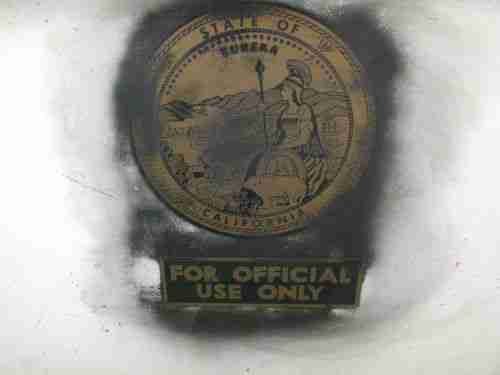 STATE OF
EUREKA
CALIFORNIA
FOR OFFICIAL
USE ONLY